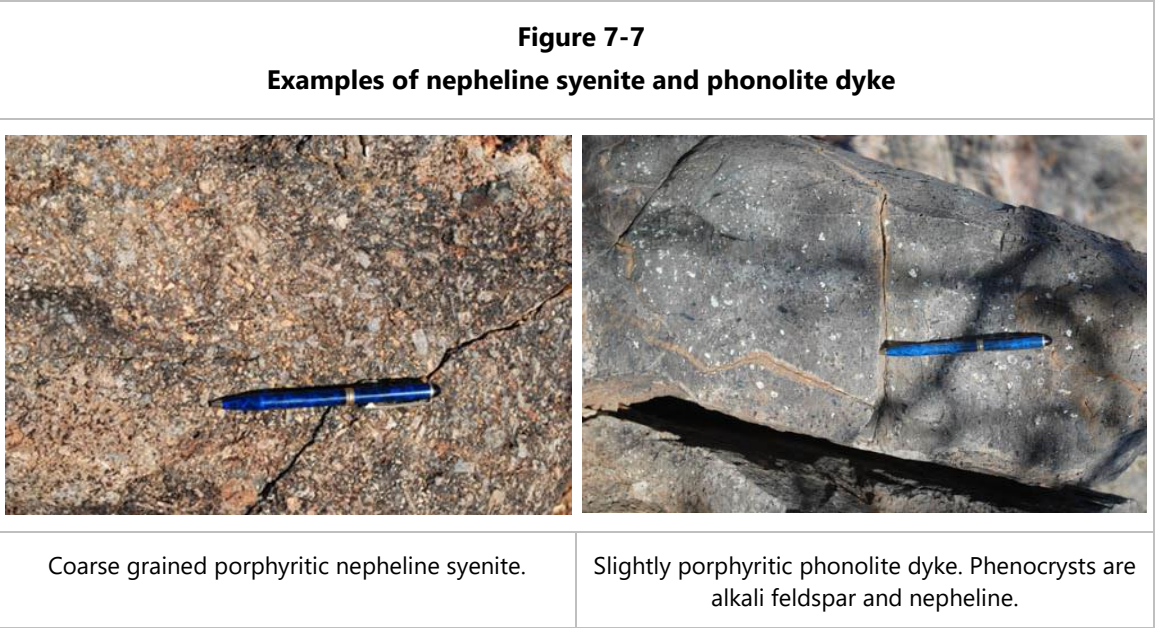 Figure 7-7
Examples of nepheline syenite and phonolite dyke
Coarse grained porphyritic nepheline syenite.
Slightly porphyritic phonolite dyke. Phenocrysts are
alkali feldspar and nepheline.